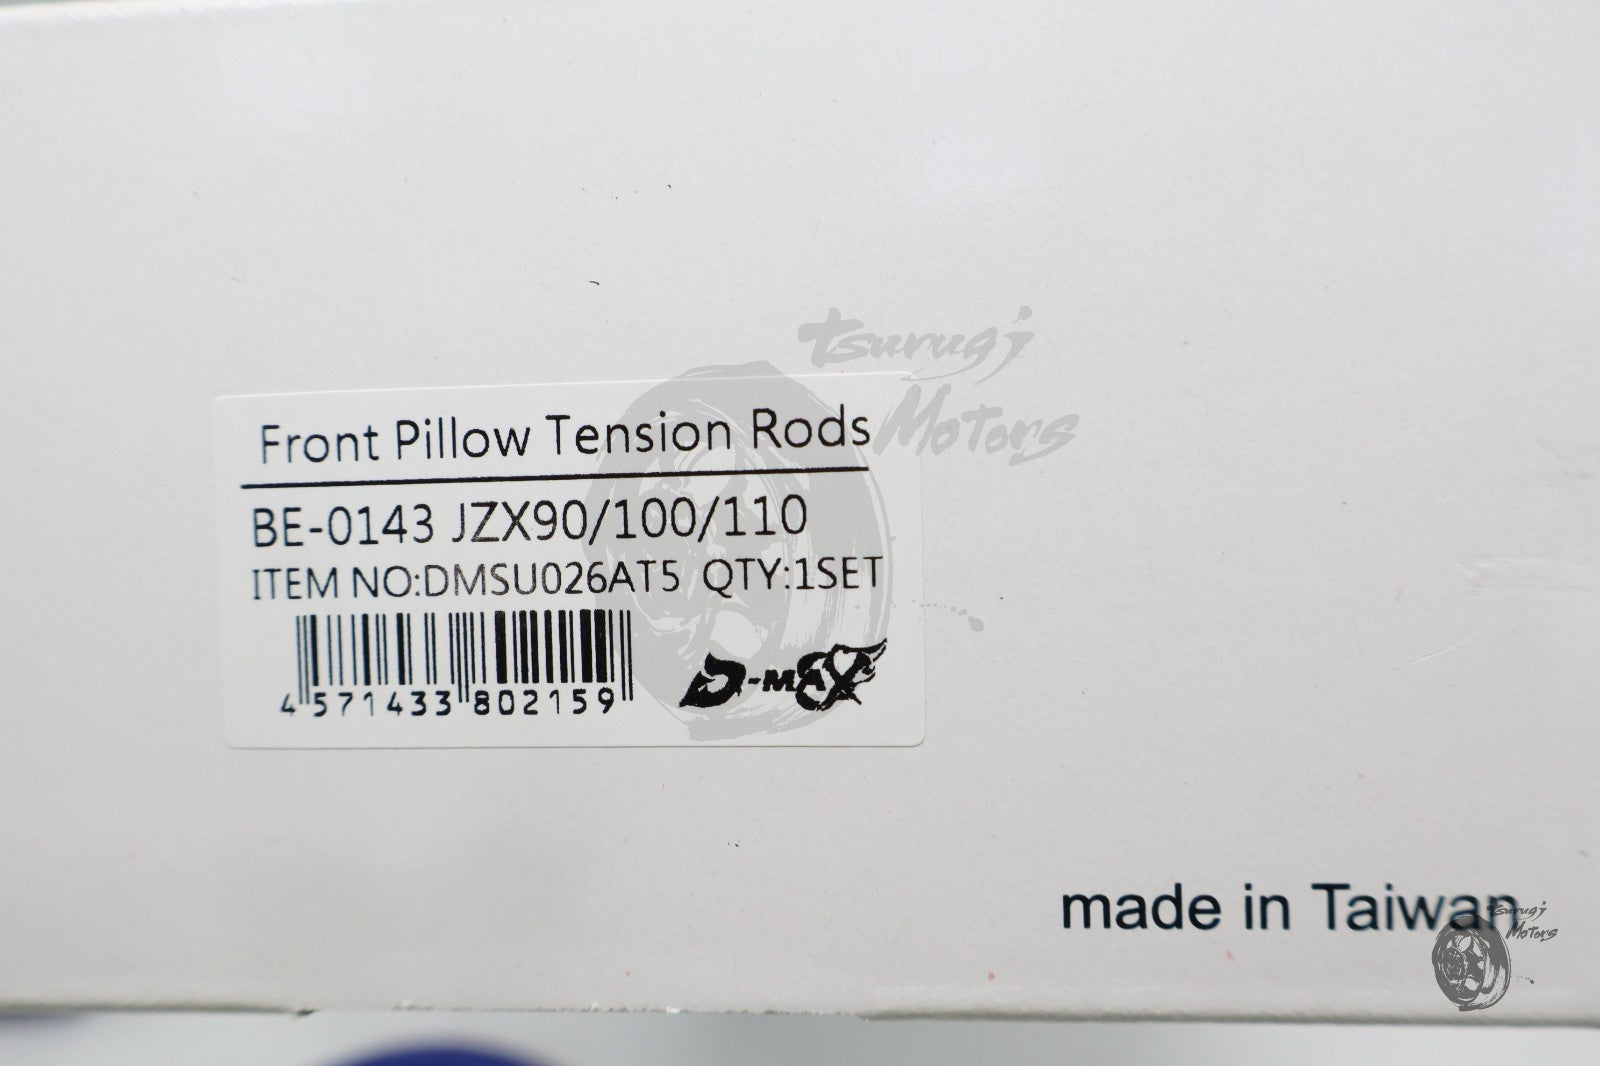 tsurugi
Motors
Front Pillow Tension Rods
BE-0143 JZX90/100/110
ITEM NO:DMSU026AT5 QTY:1SET
4 571433 802159
D-MAX
made in Taiwan
tsurugi
Motors